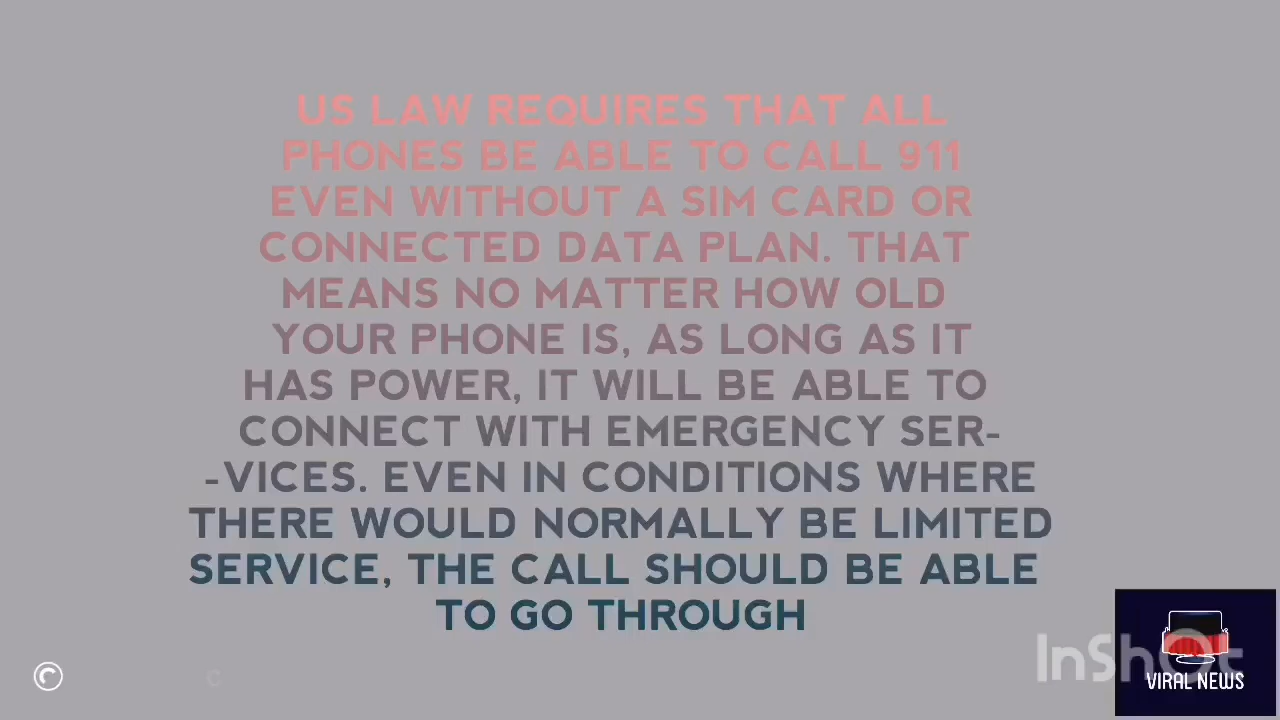 US LAW REQUIRES THAT ALL
PHONES BE ABLE TO CALL 911
EVEN WITHOUT A SIM CARD OR
CONNECTED DATA PLAN. THAT
MEANS NO MATTER HOW OLD
YOUR PHONE IS, AS LONG AS IT
HAS POWER, IT WILL BE ABLE TO
CONNECT WITH EMERGENCY SER-
-VICES. EVEN IN CONDITIONS WHERE
THERE WOULD NORMALLY BE LIMITED
SERVICE, THE CALL SHOULD BE ABLE
TO GO THROUGH
InShOt
VIRAL NEWS
C